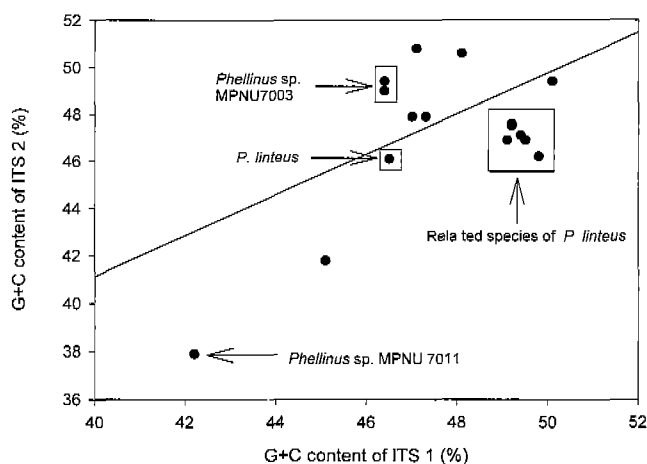 G+C content of ITS 2 (%)
52
50
48
46
44
42
40
38
36
Phellinus sp.
MPNU7003
P. linteus
Rela ted species of P linteus
Phellinus sp. MPNU 7011
40
42
44
46
48
50
52
G+C content of ITS 1 (%)